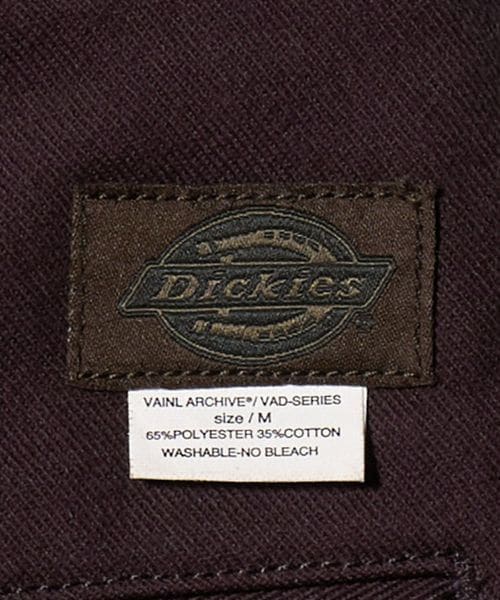 Dickies
VAINL ARCHIVE®/ VAD-SERIES
size / M
65%POLYESTER 35%COTTON
WASHABLE-NO BLEACH